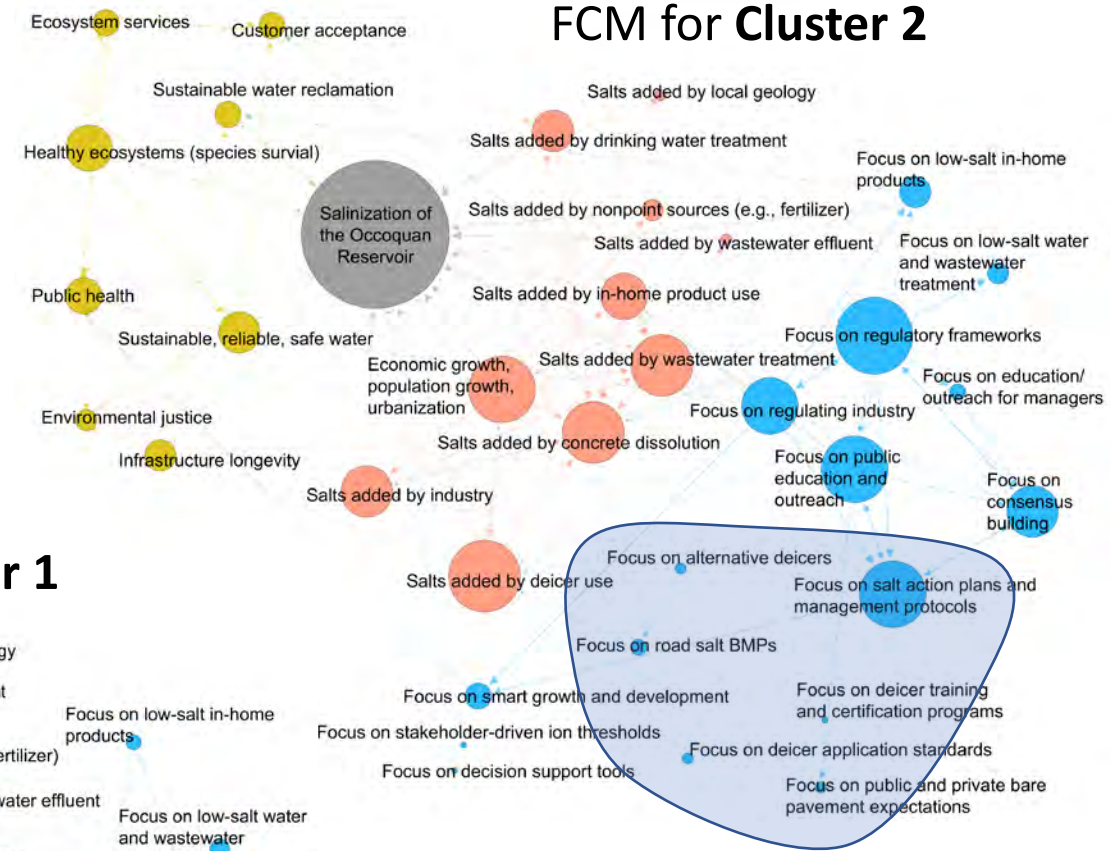 FCM for Cluster 2
Ecosystem services
Customer acceptance
Sustainable water reclamation
Healthy ecosystems (species survial)
Public health
Sustainable, reliable, safe water
Environmental justice
Infrastructure longevity
Salinization of
the Occoquan
Reservoir
Salts added by local geology
Salts added by drinking water treatment
Salts added by nonpoint sources (e.g., fertilizer)
Salts added by wastewater effluent
Salts added by in-home product use
Salts added by wastewater treatment
Economic growth,
population growth,
urbanization
Salts added by concrete dissolution
Salts added by industry
Salts added by deicer use
Focus on low-salt in-home
products
Focus on low-salt water
and wastewater
treatment
Focus on regulatory frameworks
Focus on education/
outreach for managers
Focus on regulating industry
Focus on public
education and
outreach
Focus on
consensus
building
Focus on alternative deicers
Focus on salt action plans and
management protocols
Focus on road salt BMPs
Focus on smart growth and development
Focus on deicer training
and certification programs
Focus on stakeholder-driven ion thresholds
Focus on deicer application standards
Focus on decision support tools
Focus on public and private bare
pavement expectations
r 1
gy
t
Focus on low-salt in-home
products
ertilizer)
water effluent
Focus on low-salt water
and wastewater